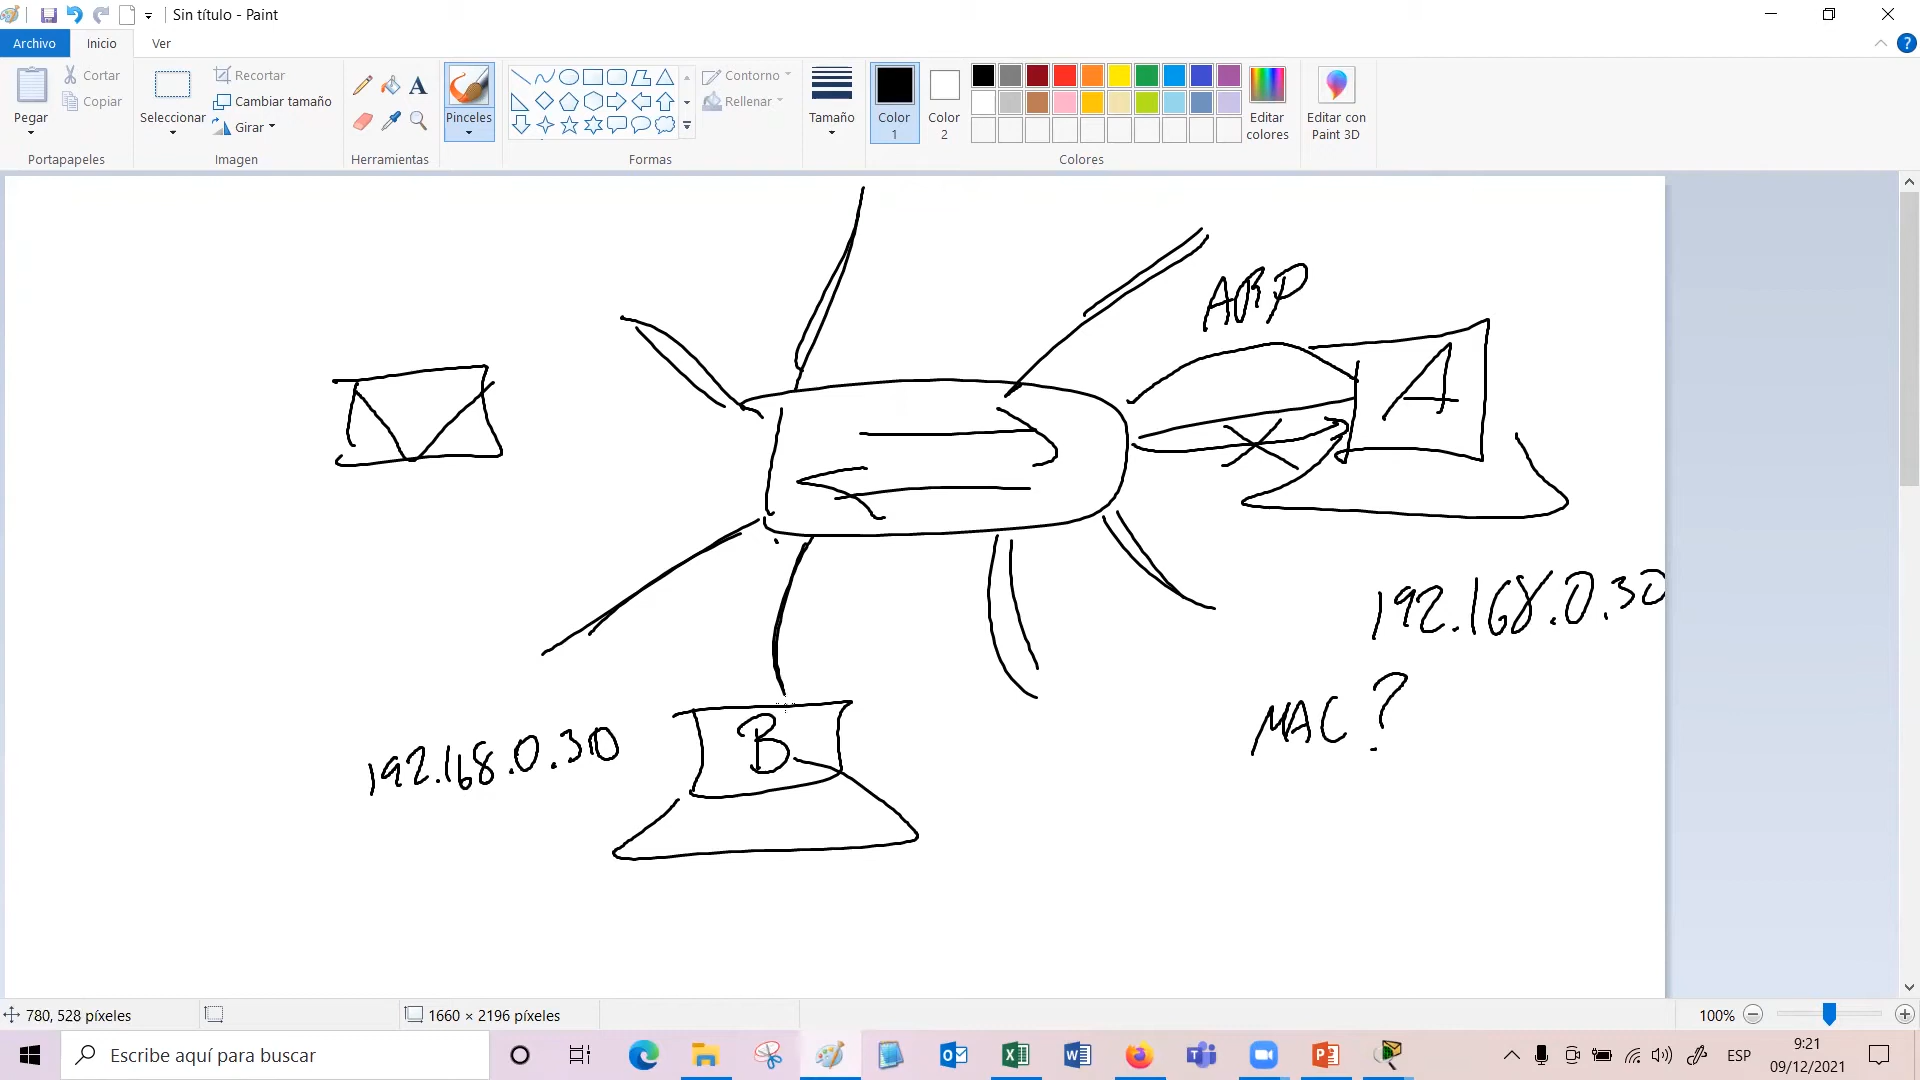 Sin título - Paint
Archivo
Inicio
Ver
Pegar
Cortar
Copiar
Portapapeles
Seleccionar
Recortar
Cambiar tamaño
Girar
Imagen
A
Herramientas
Pinceles
Contorno
Rellenar
Formas
Tamaño
Color
1
Color
2
Editar
colores
Editar con
Paint 3D
Colores
?
ARP
A
192.168.0.30
MAC ?
B
192.168.0.30
780, 528 píxeles
1660 × 2196 píxeles
100%
Escribe aquí para buscar
ESP
9:21
09/12/2021